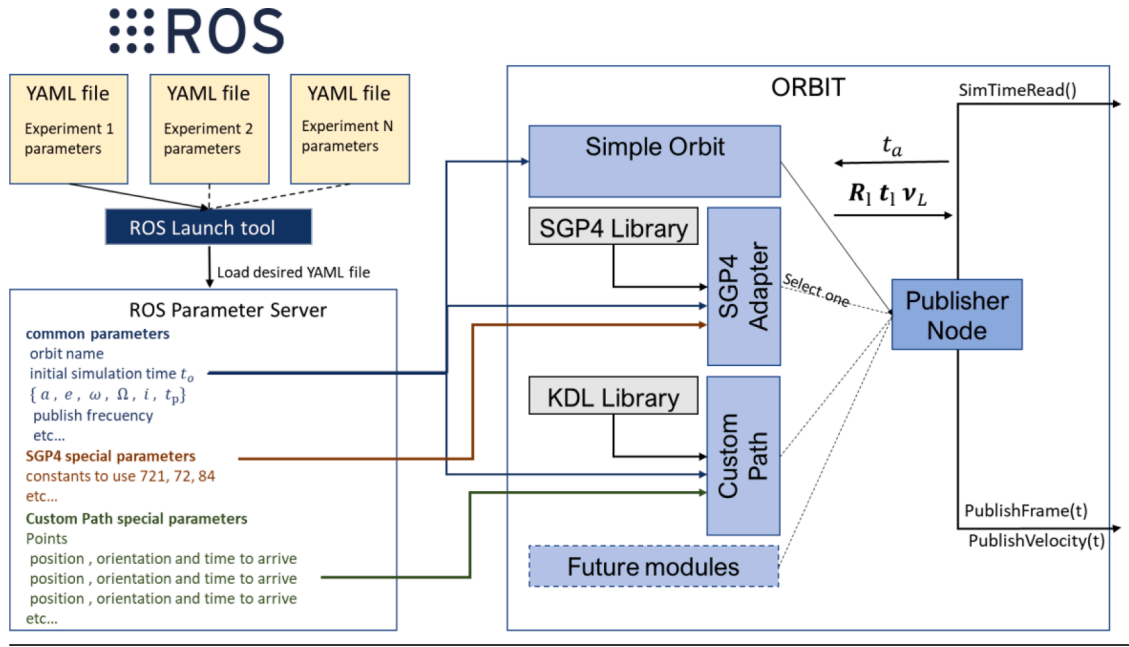 ROS
YAML file
Experiment 1
parameters
YAML file
Experiment 2
parameters
YAML file
Experiment N
parameters
ROS Launch tool
Load desired YAML file
ROS Parameter Server
common parameters
orbit name
initial simulation time t_o
{ a , e , ω , Ω , i , t_p}
publish frecuency
etc...
SGP4 special parameters
constants to use 721, 72, 84
etc...
Custom Path special parameters
Points
position , orientation and time to arrive
position , orientation and time to arrive
position , orientation and time to arrive
etc...
ORBIT
Simple Orbit
SGP4 Library
SGP4
Adapter
KDL Library
Custom
Path
Future modules
Select one
t_a
R_l t_l ν_L
Publisher
Node
SimTimeRead()
PublishFrame(t)
PublishVelocity(t)